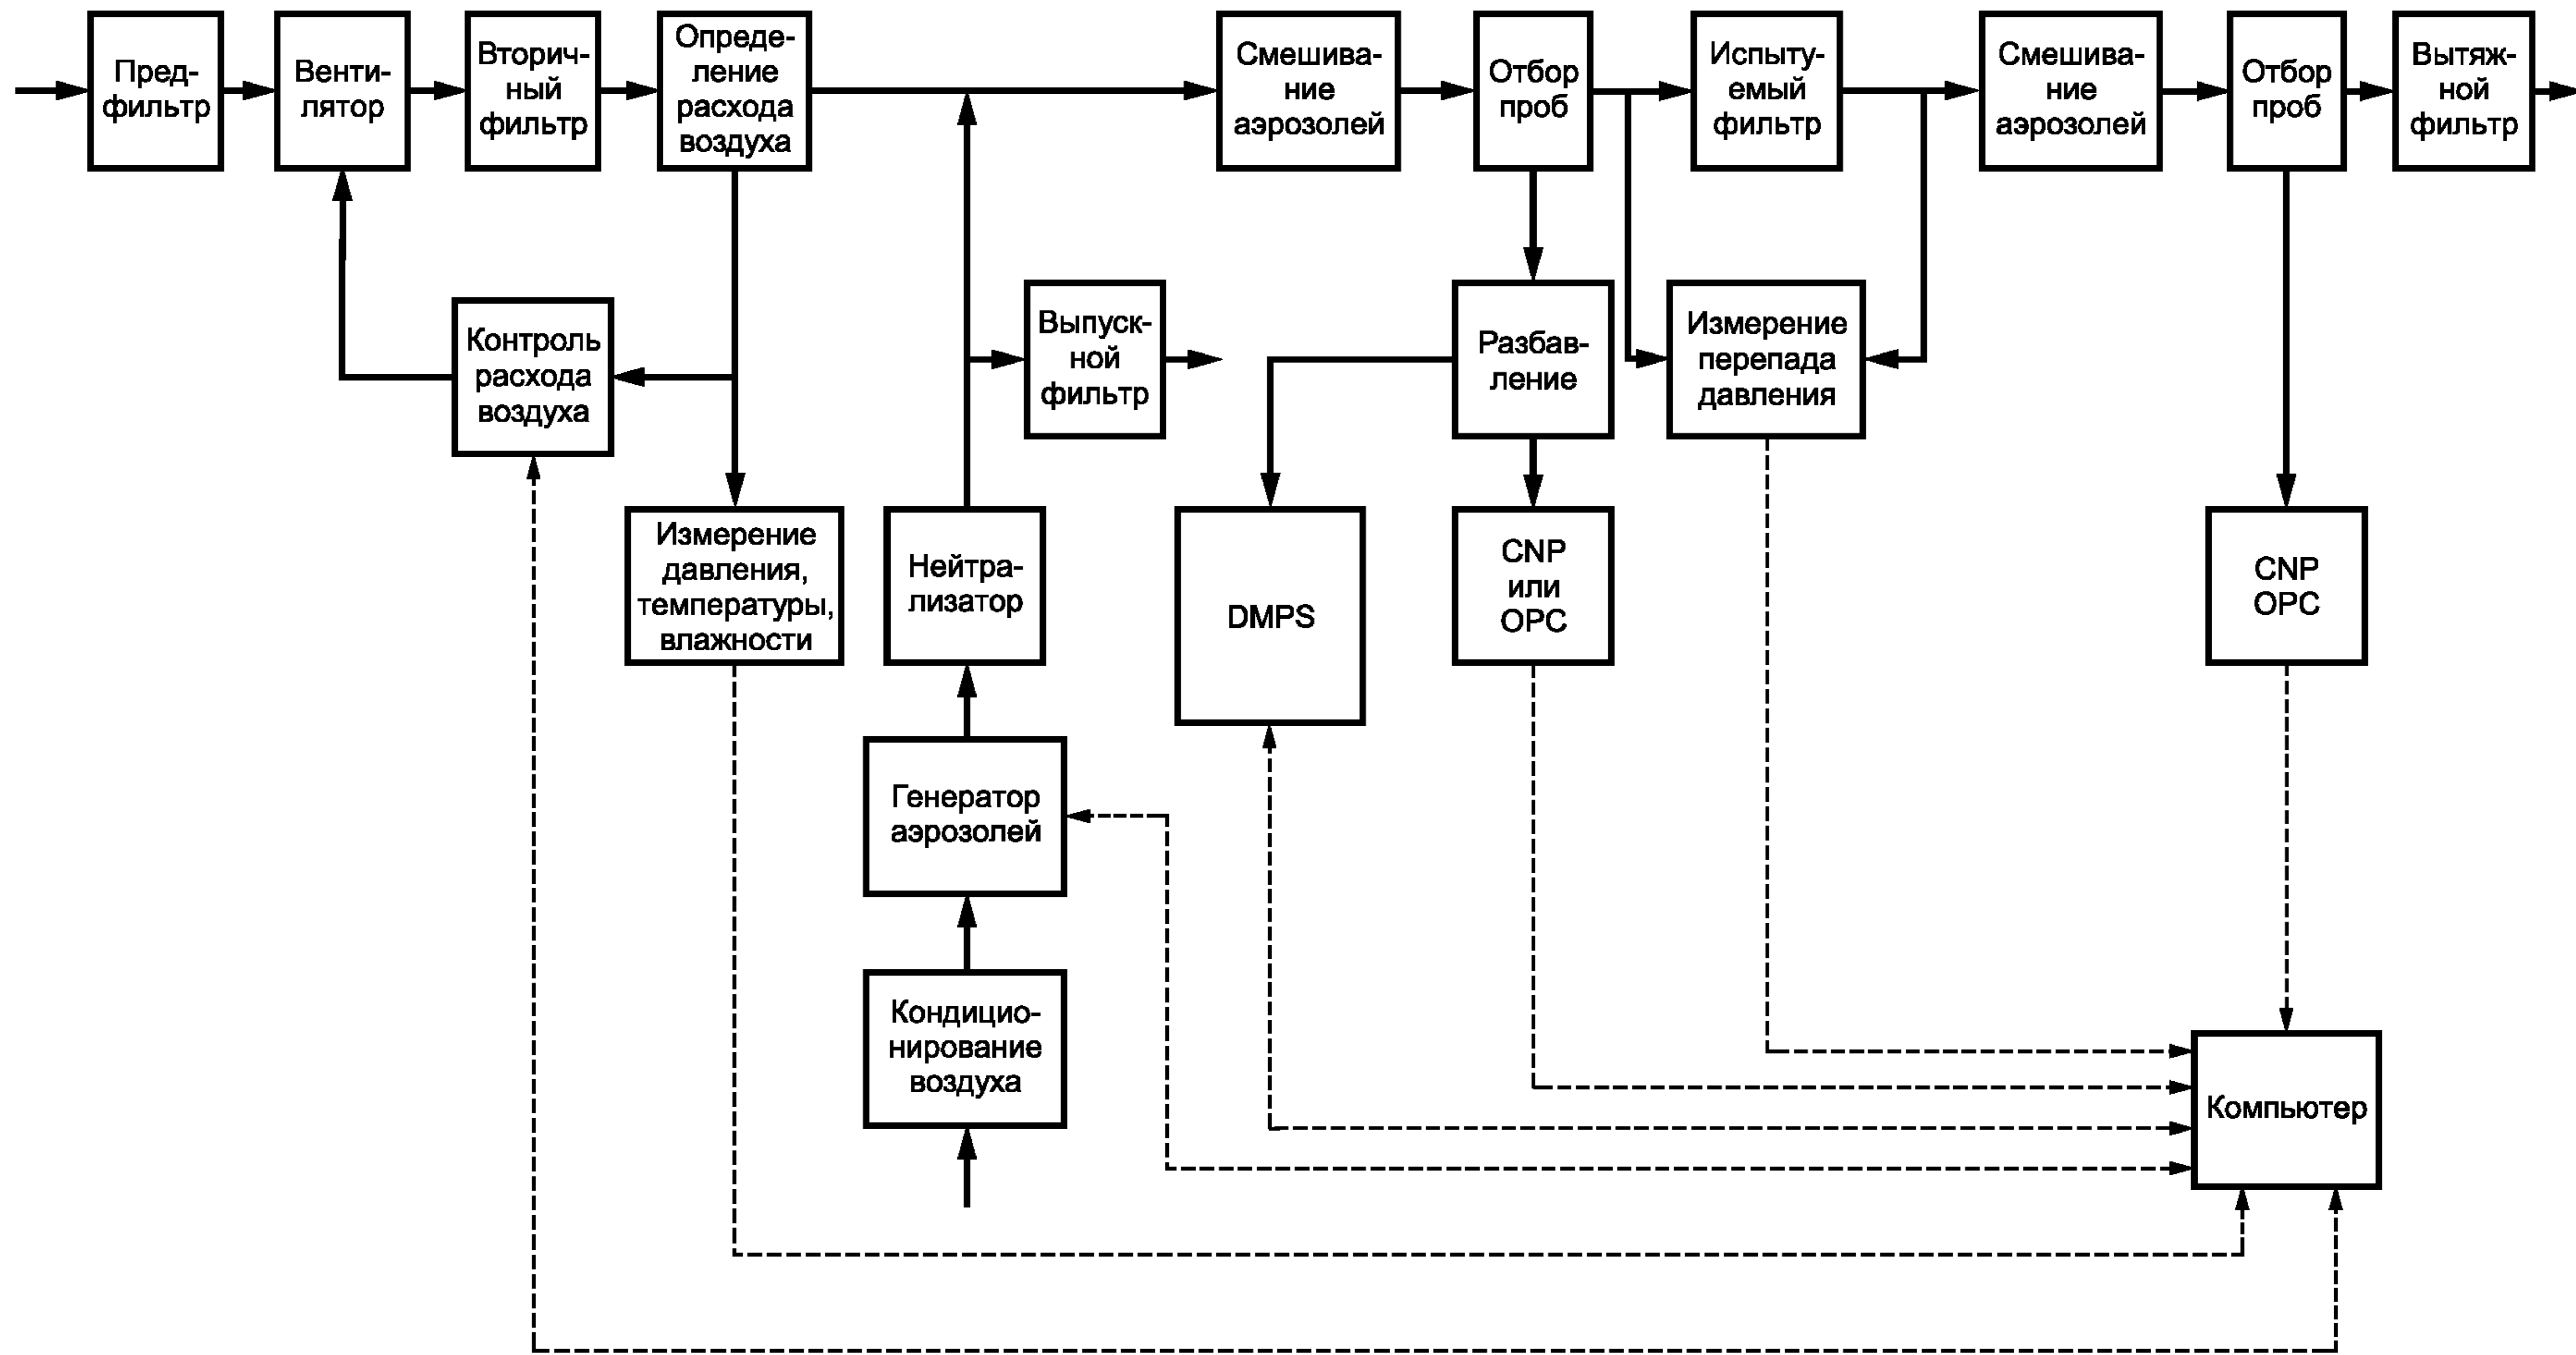 Пред-
фильтр
Венти-
лятор
Вторич-
ный
фильтр
Опреде-
ление
расхода
воздуха
Смешива-
ние
аэрозолей
Отбор
проб
Испыту-
емый
фильтр
Смешива-
ние
аэрозолей
Отбор
проб
Вытяж-
ной
фильтр
Контроль
расхода
воздуха
Выпуск-
ной
фильтр
Разбав-
ление
Измерение
перепада
давления
Измерение
давления,
температуры,
влажности
Нейтра-
лизатор
DMPS
CNP
или
OPC
CNP
OPC
Генератор
аэрозолей
Кондицио-
нирование
воздуха
Компьютер